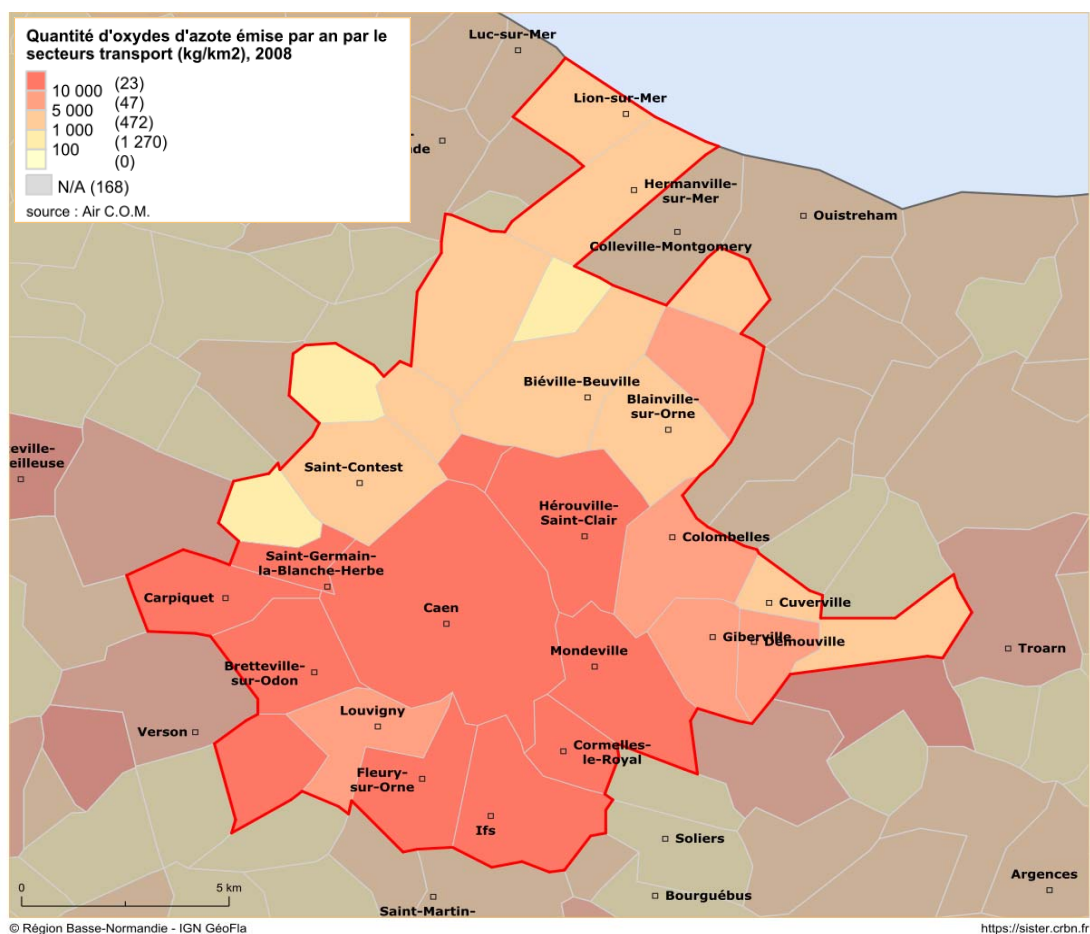 Quantité d'oxydes d'azote émise par an par le
secteurs transport (kg/km2), 2008
(23)
10 000
(47)
5 000
(472)
1 000
(1 270)
100
(0)
N/A (168)
source : Air C.O.M.
Luc-sur-Mer
Lion-sur-Mer
-
de
Hermanville-
sur-Mer
Ouistreham
Colleville-Montgomery
Biéville-Beuville
Blainville-
sur-Orne
eville-
eilleuse
Saint-Contest
Hérouville-
Saint-Clair
Colombelles
Saint-Germain-
la-Blanche-Herbe
Carpiquet
Caen
Cuverville
Giberville
Démouville
Troarn
Mondeville
Bretteville-
sur-Odon
Louvigny
Verson
Cormelles-
le-Royal
Fleury-
sur-Orne
Ifs
Soliers
Argences
Bourguébus
Saint-Martin-
0 5 km
© Région Basse-Normandie - IGN GéoFla
https://sister.crbn.fr